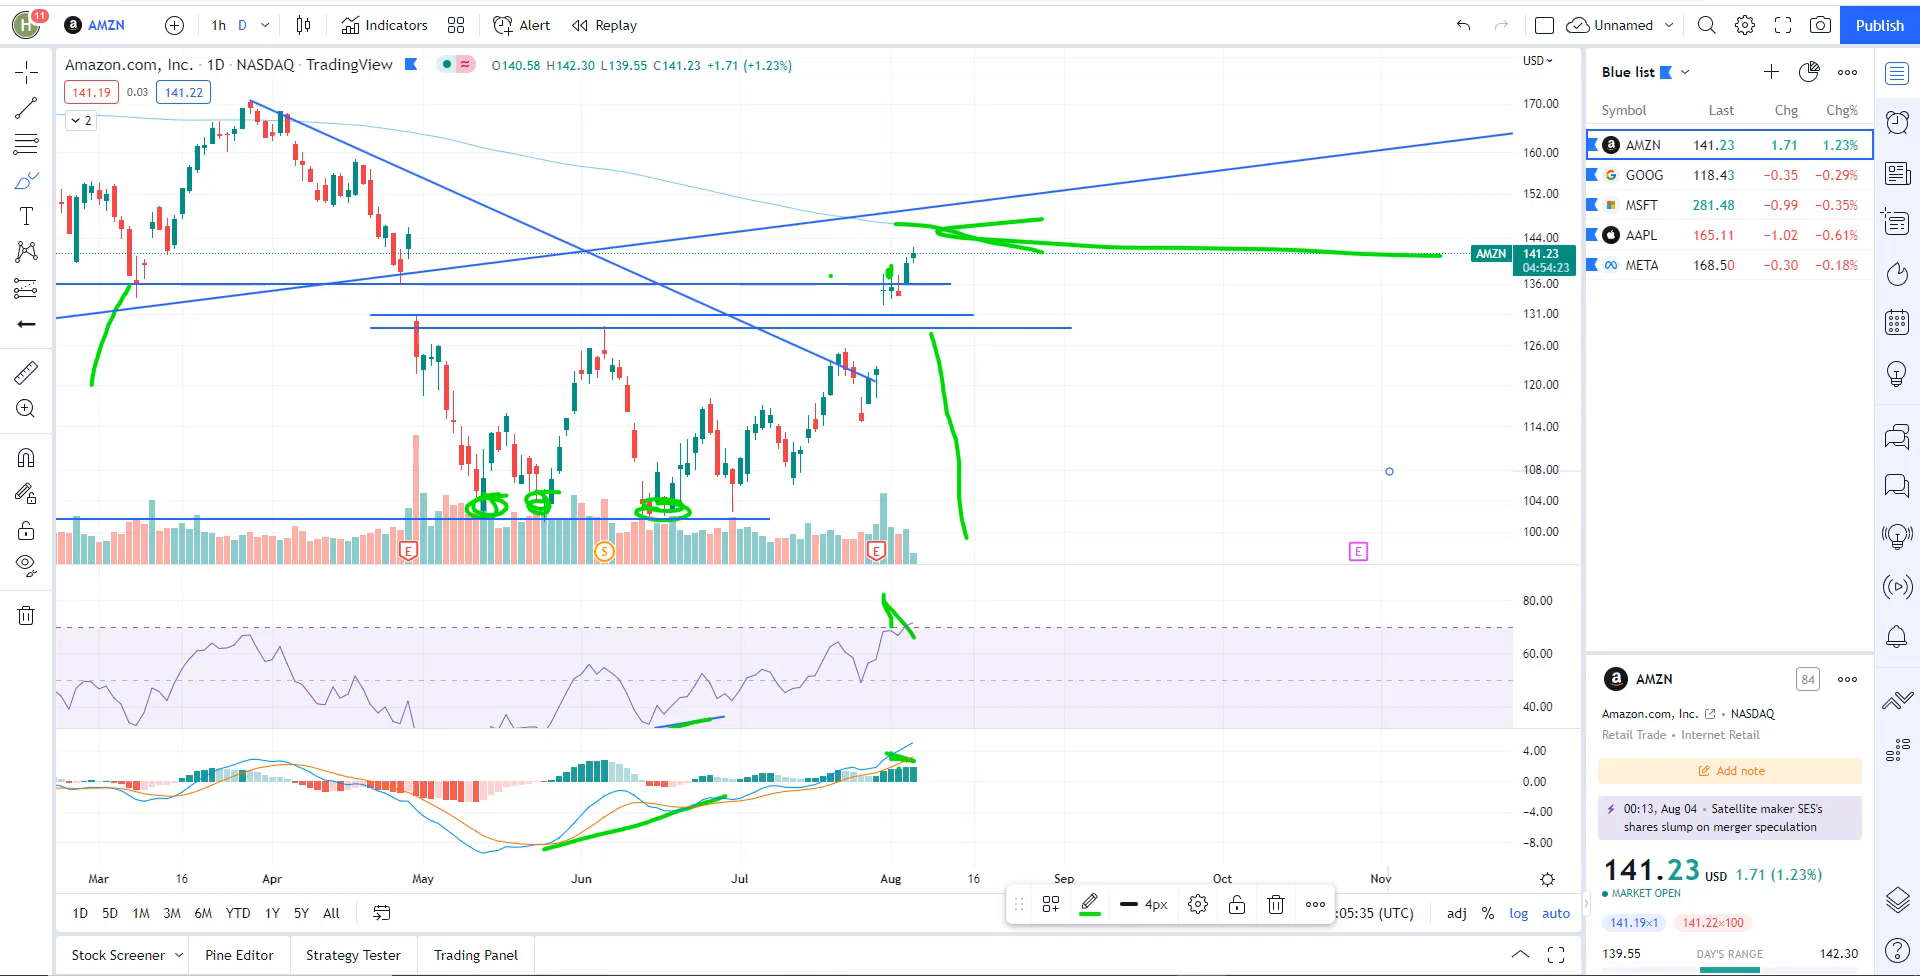 H 11 AMZN 1h D Indicators Alert Replay Unnamed Publish
Amazon.com, Inc. · 1D · NASDAQ · TradingView O140.58 H142.30 L139.55 C141.23 +1.71 (+1.23%)
141.19 0.03 141.22
2
USD
170.00
160.00
152.00
144.00
AMZN 141.23
04:54:23
136.00
131.00
126.00
120.00
114.00
108.00
104.00
100.00
E S E E
80.00
60.00
40.00
4.00
0.00
−4.00
−8.00
Mar 16 Apr May Jun Jul Aug 16 Sep Oct Nov
1D 5D 1M 3M 6M YTD 1Y 5Y All
4px
:05:35 (UTC) adj % log auto
Stock Screener Pine Editor Strategy Tester Trading Panel
Blue list
Symbol Last Chg Chg%
AMZN 141.23 1.71 1.23%
GOOG 118.43 −0.35 −0.29%
MSFT 281.48 −0.99 −0.35%
AAPL 165.11 −1.02 −0.61%
META 168.50 −0.30 −0.18%
AMZN 84
Amazon.com, Inc. • NASDAQ
Retail Trade • Internet Retail
Add note
00:13, Aug 04 • Satellite maker SES's
shares slump on merger speculation
141.23 USD 1.71 (1.23%)
MARKET OPEN
141.19×1 141.22×100
139.55 DAY'S RANGE 142.30